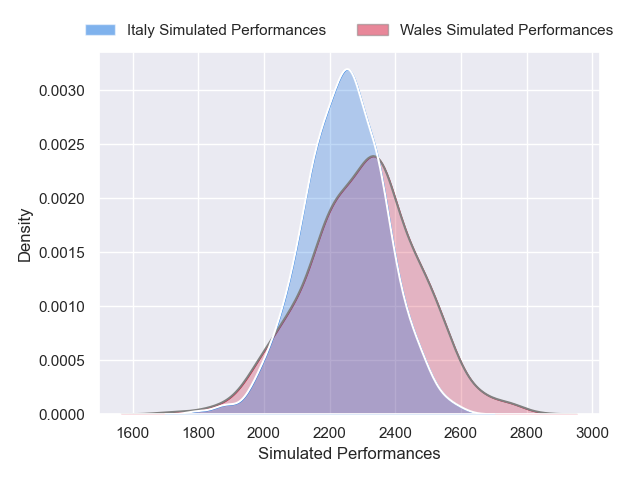 Italy Simulated Performances Wales Simulated Performances
0.0030
0.0025
0.0020
0.0015
0.0010
0.0005
0.0000
Density
1600 1800 2000 2200 2400 2600 2800 3000
Simulated Performances